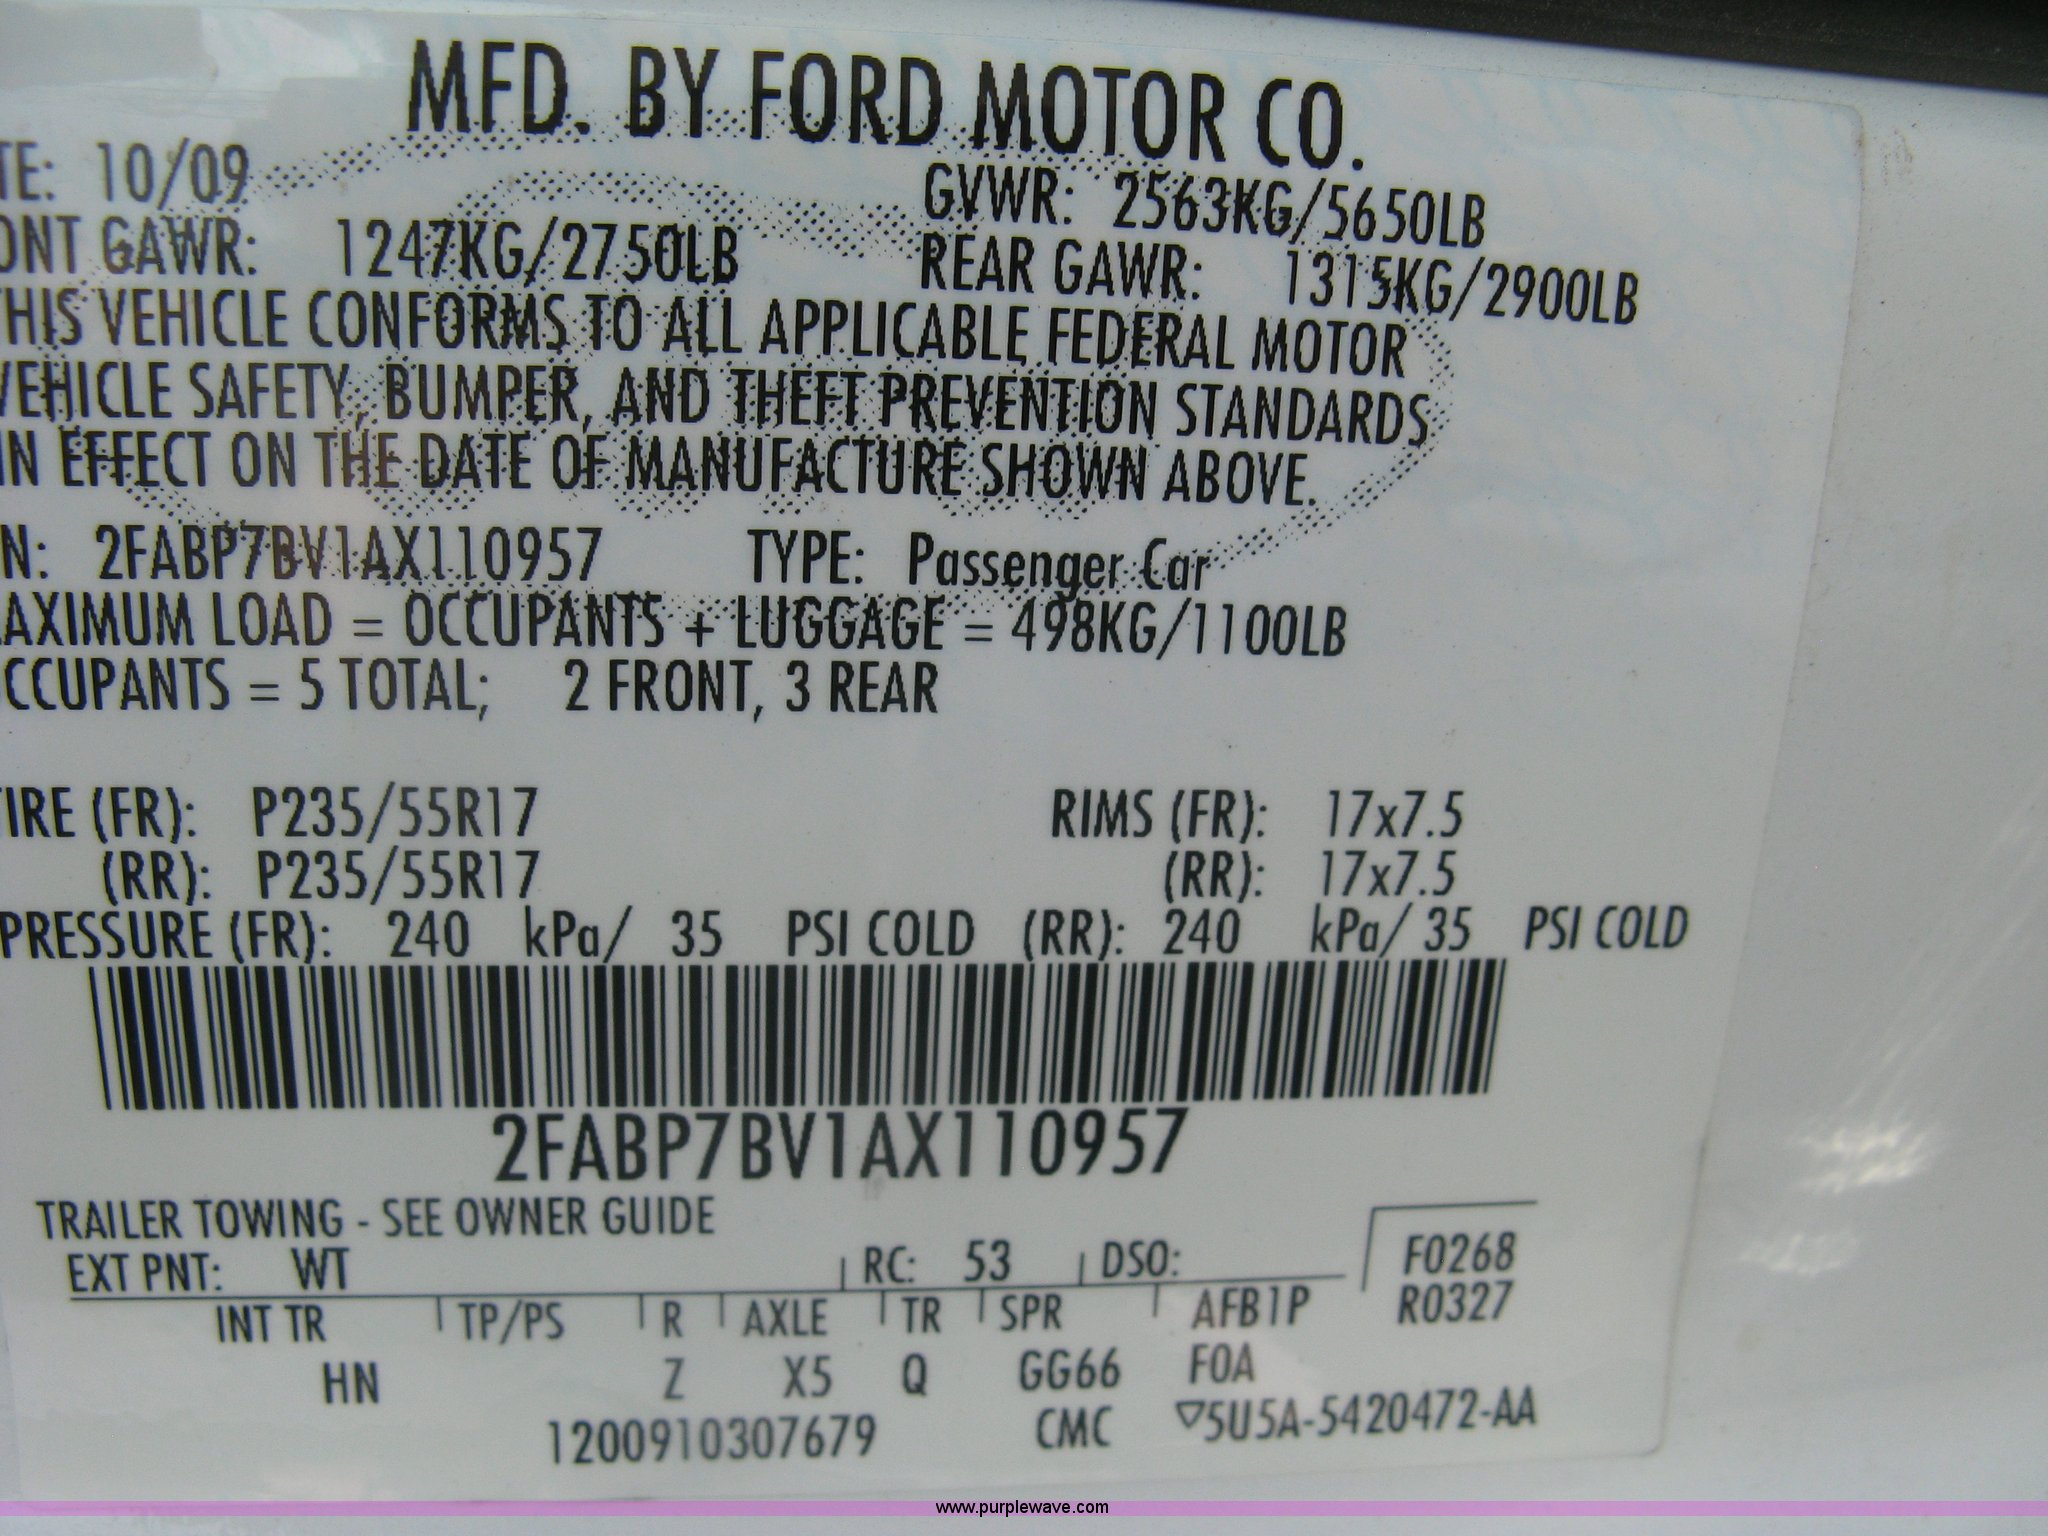 MFD. BY FORD MOTOR CO.
TE: 10/09 GVWR: 2563KG/5650LB
ONT GAWR: 1247KG/2750LB REAR GAWR: 1315KG/2900LB
THIS VEHICLE CONFORMS TO ALL APPLICABLE FEDERAL MOTOR
VEHICLE SAFETY, BUMPER, AND THEFT PREVENTION STANDARDS
IN EFFECT ON THE DATE OF MANUFACTURE SHOWN ABOVE.
N: 2FABP7BV1AX110957 TYPE: Passenger Car
AXIMUM LOAD = OCCUPANTS + LUGGAGE = 498KG/1100LB
CCUPANTS = 5 TOTAL; 2 FRONT, 3 REAR
TIRE (FR): P235/55R17 RIMS (FR): 17x7.5
(RR): P235/55R17 (RR): 17x7.5
PRESSURE (FR): 240 kPa/ 35 PSI COLD (RR): 240 kPa/ 35 PSI COLD
2FABP7BV1AX110957
TRAILER TOWING - SEE OWNER GUIDE
EXT PNT: WT RC: 53 DSO: F0268
INT TR TP/PS R AXLE TR SPR AFB1P R0327
HN Z X5 Q GG66 FOA
1200910307679 CMC ▽5U5A-5420472-AA
www.purplewave.com